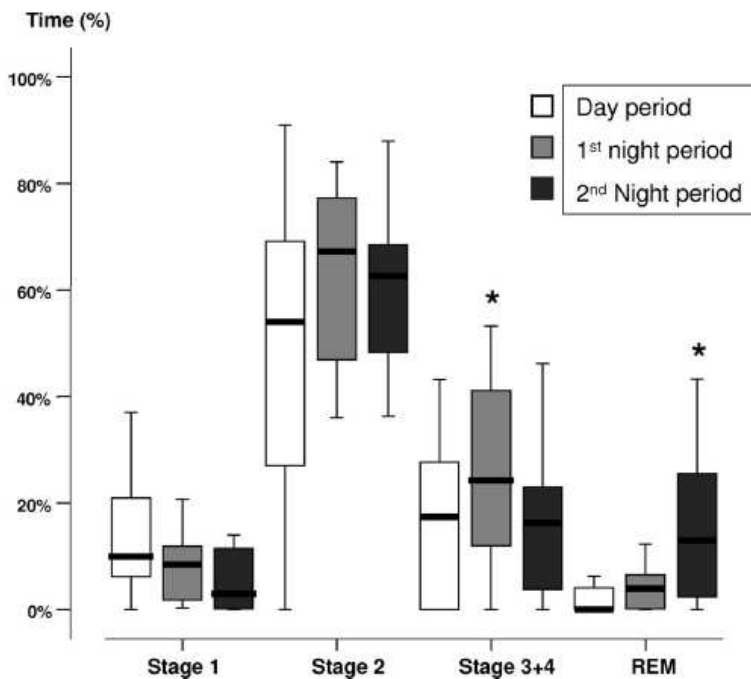 Time (%)
100%
80%
60%
40%
20%
0%
Day period
1st night period
2nd Night period
*
*
Stage 1
Stage 2
Stage 3+4
REM